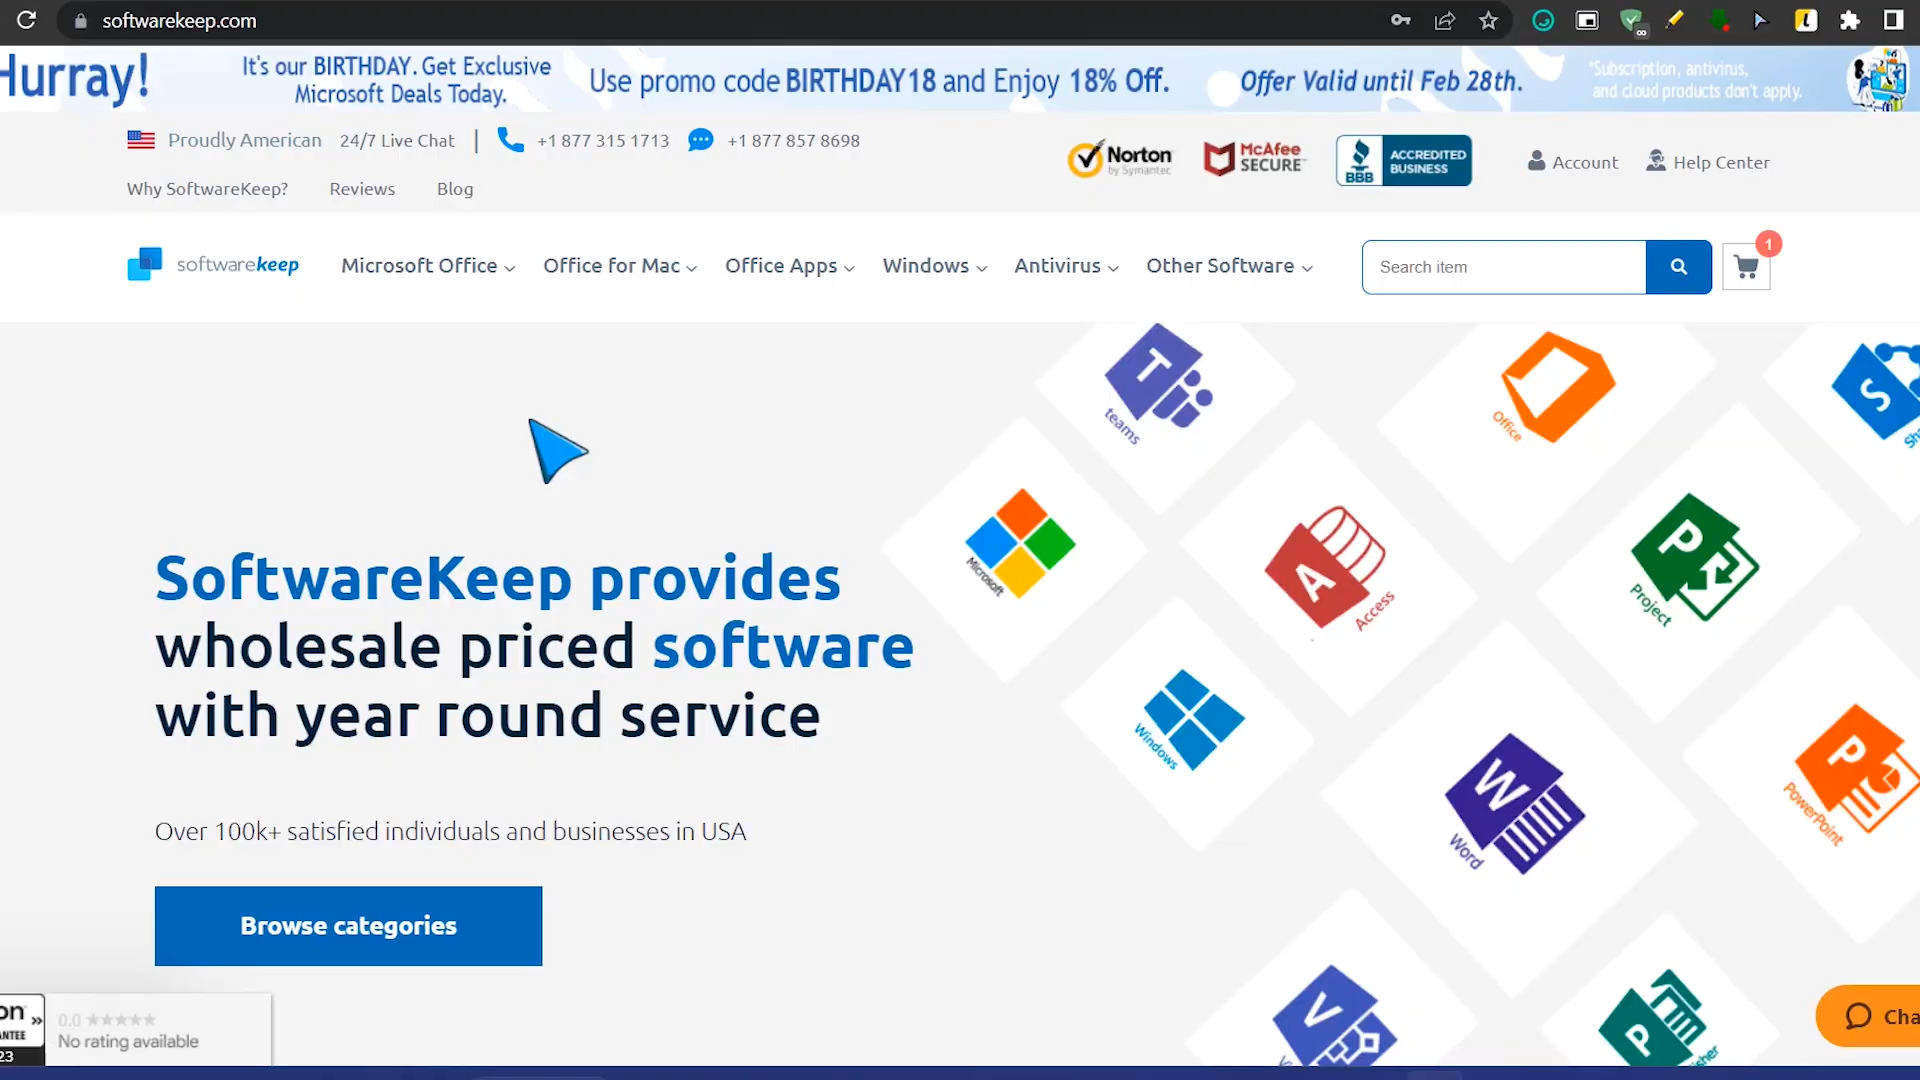 softwarekeep.com
Hurray!
It's our BIRTHDAY. Get Exclusive
Microsoft Deals Today.
Use promo code BIRTHDAY18 and Enjoy 18% Off.
Offer Valid until Feb 28th.
*Subscription, antivirus,
and cloud products don't apply.
Proudly American 24/7 Live Chat | +1 877 315 1713 +1 877 857 8698
Norton
by Symantec
McAfee
SECURE™
BBB
ACCREDITED
BUSINESS
Account Help Center
Why SoftwareKeep? Reviews Blog
softwarekeep
Microsoft Office Office for Mac Office Apps Windows Antivirus Other Software
Search item
1
T
teams
Office
S
Microsoft
A
Access
P
Project
SoftwareKeep provides
wholesale priced software
with year round service
Windows
W
Word
P
PowerPoint
Over 100k+ satisfied individuals and businesses in USA
Browse categories
V
P
0.0
No rating available
23
Cha